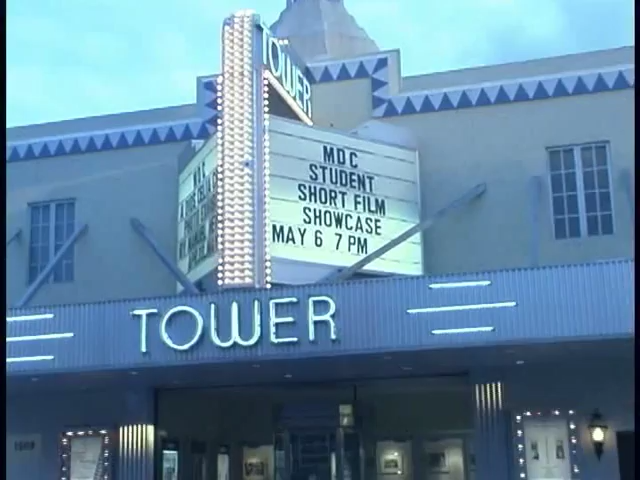 TOWER
MDC
STUDENT
SHORT FILM
SHOWCASE
MAY 6 7 PM
TOWER